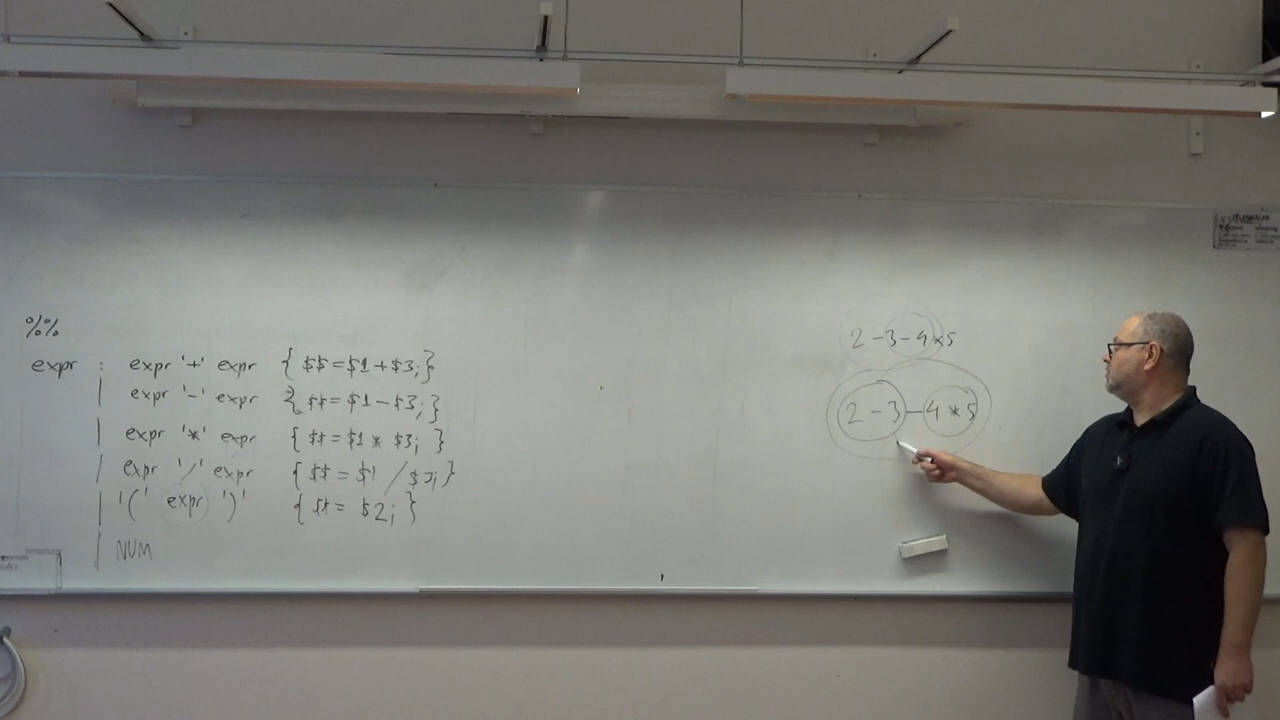 %%
expr : expr '+' expr { $$ = $1 + $3; }
| expr '-' expr { $$ = $1 - $3; }
| expr '*' expr { $$ = $1 * $3; }
| expr '/' expr { $$ = $1 / $3; }
| '(' expr ')' { $$ = $2; }
| NUM
2 - 3 - 4 * 5
2 - 3 - 4 * 5